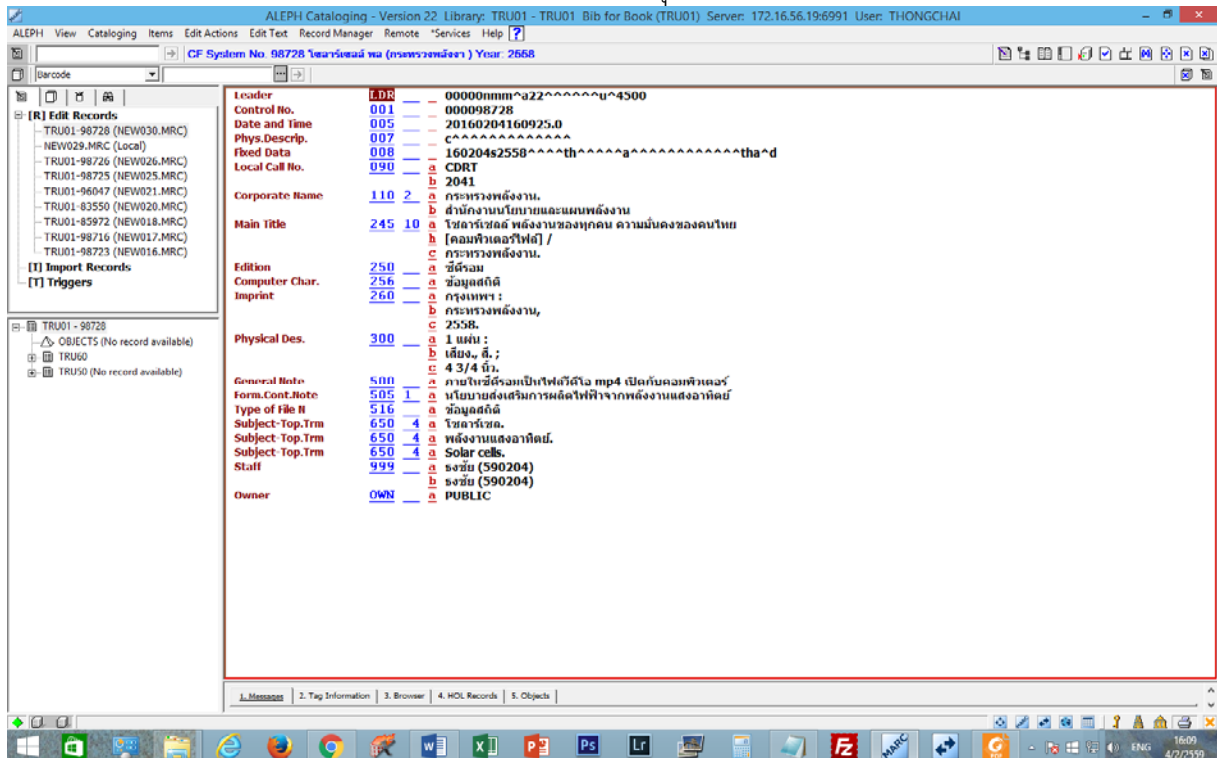 ALEPH Cataloging - Version 22 Library: TRU01 - TRU01 Bib for Book (TRU01) Server: 172.16.56.19:6991 User: THONGCHAI
ALEPH View Cataloging Items Edit Actions Edit Text Record Manager Remote *Services Help ?
CF System No. 98728 โซลาร์เซลล์ พล (กระทรวงพลังงา ) Year: 2558
Barcode
[R] Edit Records
TRU01-98728 (NEW030.MRC)
NEW029.MRC (Local)
TRU01-98726 (NEW026.MRC)
TRU01-98725 (NEW025.MRC)
TRU01-96047 (NEW021.MRC)
TRU01-83550 (NEW020.MRC)
TRU01-85972 (NEW018.MRC)
TRU01-98716 (NEW017.MRC)
TRU01-98723 (NEW016.MRC)
[I] Import Records
[T] Triggers
TRU01 - 98728
OBJECTS (No record available)
TRU60
TRU50 (No record available)
Leader LDR 00000nmm^a22^^^^^^u^4500
Control No. 001 000098728
Date and Time 005 20160204160925.0
Phys.Descrip. 007 c^^^^^^^^^^^^^
Fixed Data 008 160204s2558^^^^th^^^^^a^^^^^^^^^^^^tha^d
Local Call No. 090 a CDRT
b 2041
Corporate Name 110 2 a กระทรวงพลังงาน.
b สำนักงานนโยบายและแผนพลังงาน
Main Title 245 10 a โซลาร์เซลล์ พลังงานของทุกคน ความมั่นคงของคนไทย
h [คอมพิวเตอร์ไฟล์] /
c กระทรวงพลังงาน.
Edition 250 a ซีดีรอม
Computer Char. 256 a ข้อมูลสถิติ
Imprint 260 a กรุงเทพฯ :
b กระทรวงพลังงาน,
c 2558.
Physical Des. 300 a 1 แผ่น :
b เสียง., สี. ;
c 4 3/4 นิ้ว.
General Note 500 a ภายในซีดีรอมเป็นไฟล์วีดีโอ mp4 เปิดกับคอมพิวเตอร์
Form.Cont.Note 505 1 a นโยบายส่งเสริมการผลิตไฟฟ้าจากพลังงานแสงอาทิตย์
Type of File N 516 a ข้อมูลสถิติ
Subject-Top.Trm 650 4 a โซลาร์เซล.
Subject-Top.Trm 650 4 a พลังงานแสงอาทิตย์.
Subject-Top.Trm 650 4 a Solar cells.
Staff 999 a ธงชัย (590204)
b ธงชัย (590204)
Owner OWN a PUBLIC
1. Messages 2. Tag Information 3. Browser 4. HOL Records 5. Objects
ENG 16:09
4/2/2559